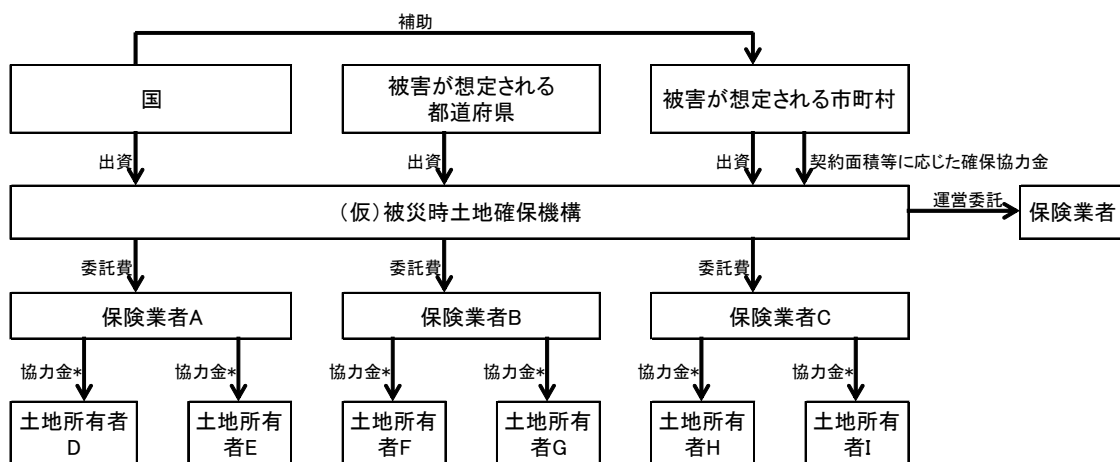 補助
国
被害が想定される
都道府県
被害が想定される市町村
出資
出資
出資
契約面積等に応じた確保協力金
(仮)被災時土地確保機構
運営委託
保険業者
委託費
委託費
委託費
保険業者A
保険業者B
保険業者C
協力金*
協力金*
協力金*
協力金*
協力金*
協力金*
土地所有者
D
土地所有
者E
土地所有
者F
土地所有
者G
土地所有
者H
土地所有
者I